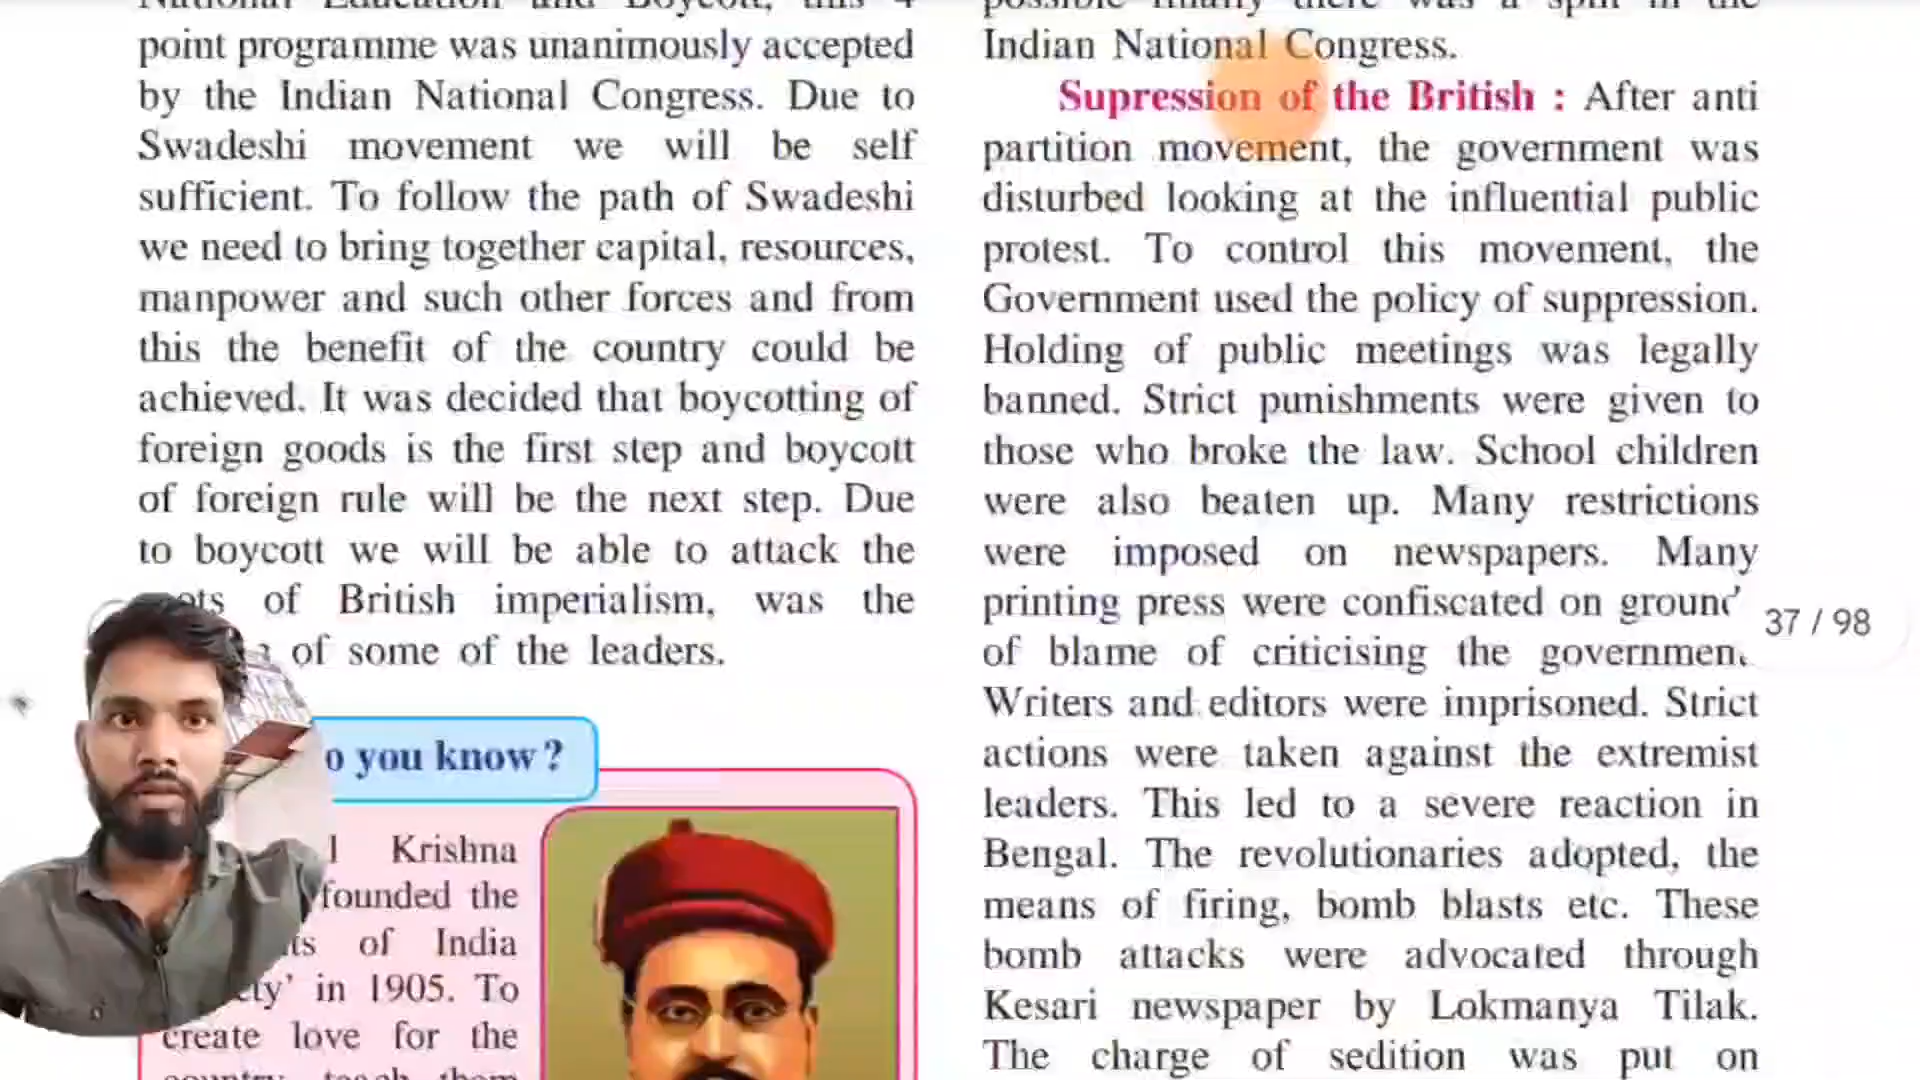 point programme was unanimously accepted
by the Indian National Congress. Due to
Swadeshi movement we will be self
sufficient. To follow the path of Swadeshi
we need to bring together capital, resources,
manpower and such other forces and from
this the benefit of the country could be
achieved. It was decided that boycotting of
foreign goods is the first step and boycott
of foreign rule will be the next step. Due
to boycott we will be able to attack the
of British imperialism, was the
of some of the leaders.
you know?
Krishna
founded the
of India
in 1905. To
create love for the
Indian National Congress.
Supression of the British : After anti
partition movement, the government was
disturbed looking at the influential public
protest. To control this movement, the
Government used the policy of suppression.
Holding of public meetings was legally
banned. Strict punishments were given to
those who broke the law. School children
were also beaten up. Many restrictions
were imposed on newspapers. Many
printing press were confiscated on
of blame of criticising the
Writers and editors were imprisoned. Strict
actions were taken against the extremist
leaders. This led to a severe reaction in
Bengal. The revolutionaries adopted, the
means of firing, bomb blasts etc. These
bomb attacks were advocated through
Kesari newspaper by Lokmanya Tilak.
The charge of sedition was put on
37 / 98